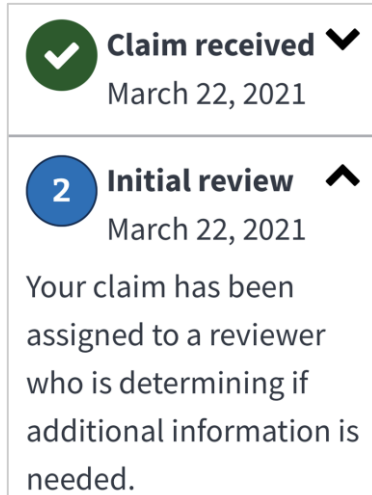 Claim received
March 22, 2021
2
Initial review
March 22, 2021
Your claim has been
assigned to a reviewer
who is determining if
additional information is
needed.